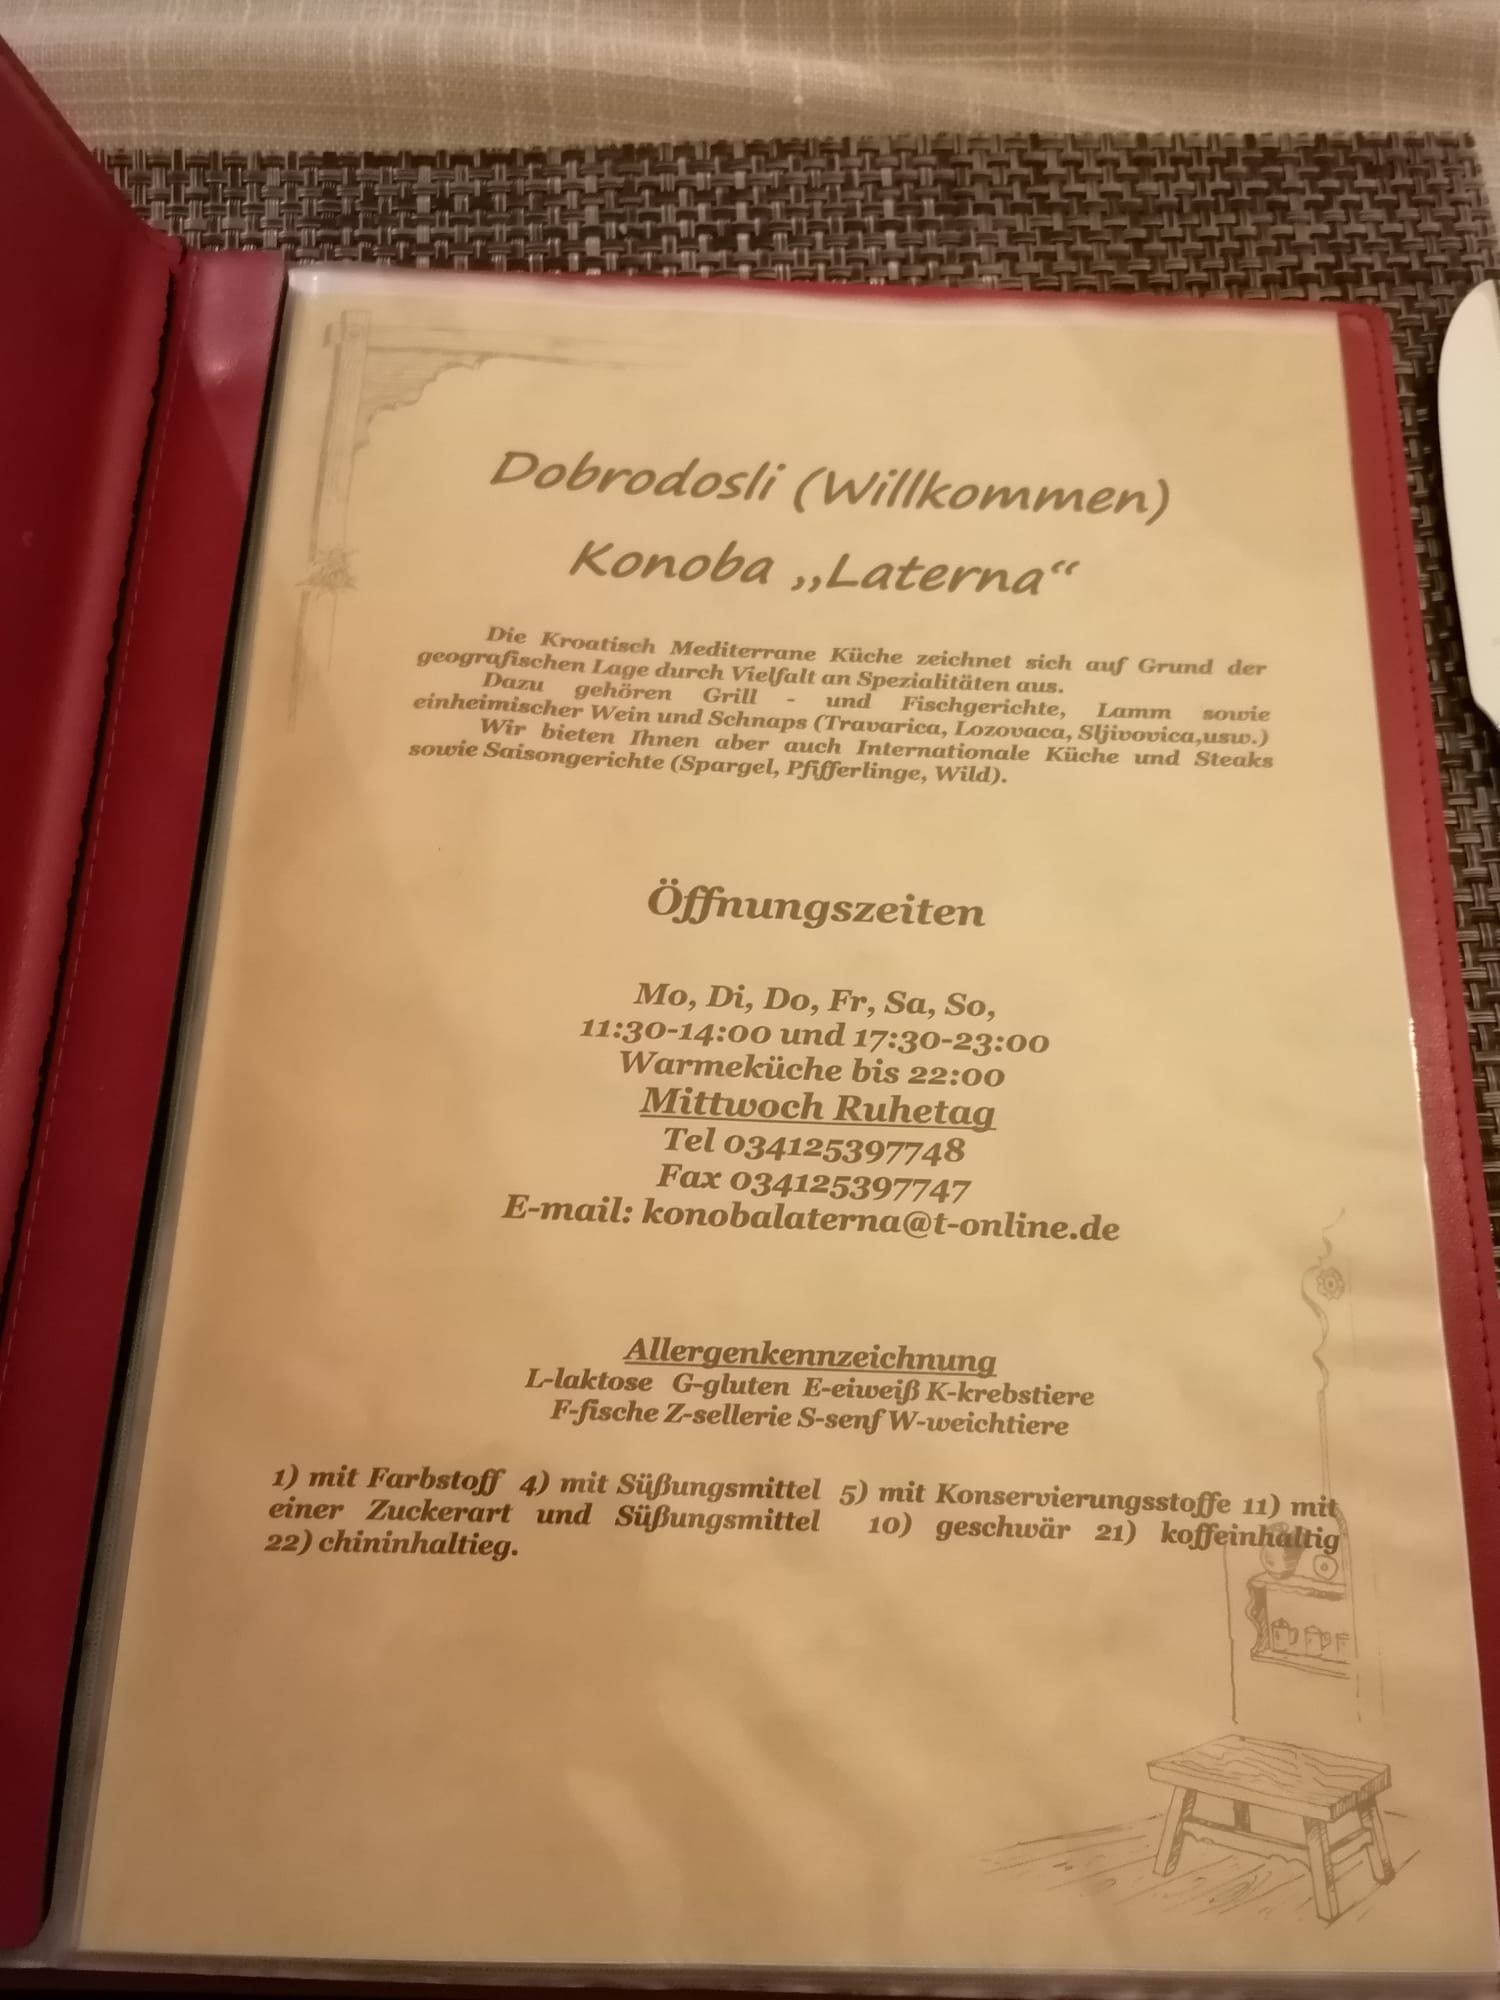 Dobrodosli (Willkommen)
Konoba „Laterna“
Die Kroatisch Mediterrane Küche zeichnet sich auf Grund der
geografischen Lage durch Vielfalt an Spezialitäten aus.
Dazu gehören Grill - und Fischgerichte, Lamm sowie
einheimischer Wein und Schnaps (Travarica, Lozovaca, Sljivovica,usw.)
Wir bieten Ihnen aber auch Internationale Küche und Steaks
sowie Saisongerichte (Spargel, Pfifferlinge, Wild).
Öffnungszeiten
Mo, Di, Do, Fr, Sa, So,
11:30-14:00 und 17:30-23:00
Warmeküche bis 22:00
Mittwoch Ruhetag
Tel 034125397748
Fax 034125397747
E-mail: konobalaterna@t-online.de
Allergenkennzeichnung
L-laktose G-gluten E-eiweiß K-krebstiere
F-fische Z-sellerie S-senf W-weichtiere
1) mit Farbstoff 4) mit Süßungsmittel 5) mit Konservierungsstoffe 11) mit
einer Zuckerart und Süßungsmittel 10) geschwär 21) koffeinhaltig
22) chininhaltieg.